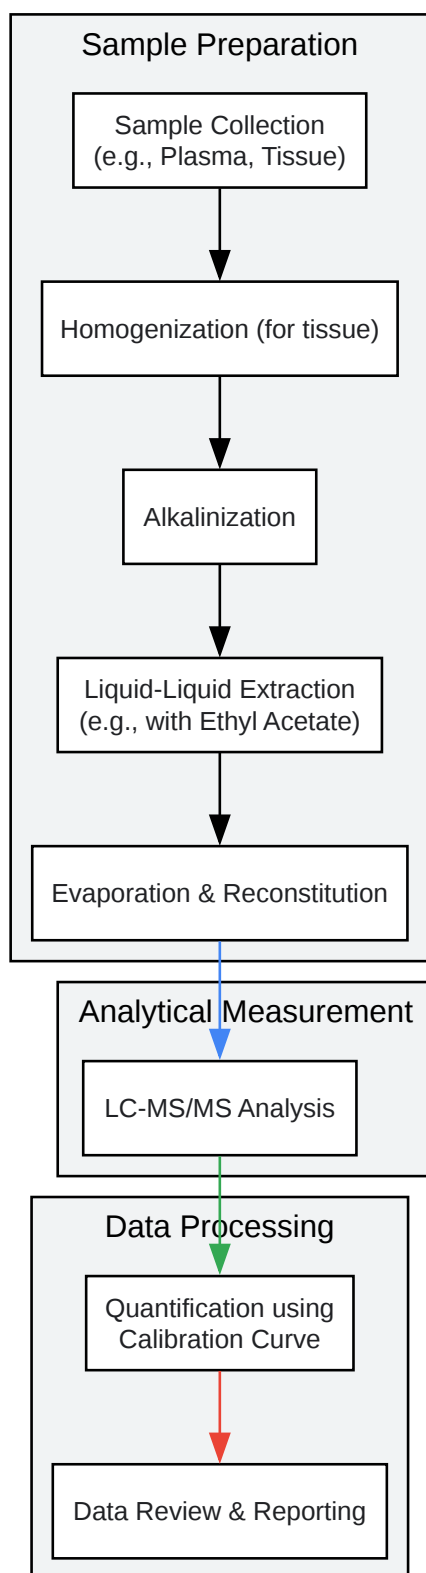 Sample Preparation
Sample Collection
(e.g., Plasma, Tissue)
Homogenization (for tissue)
Alkalinization
Liquid-Liquid Extraction
(e.g., with Ethyl Acetate)
Evaporation & Reconstitution
Analytical Measurement
LC-MS/MS Analysis
Data Processing
Quantification using
Calibration Curve
Data Review & Reporting